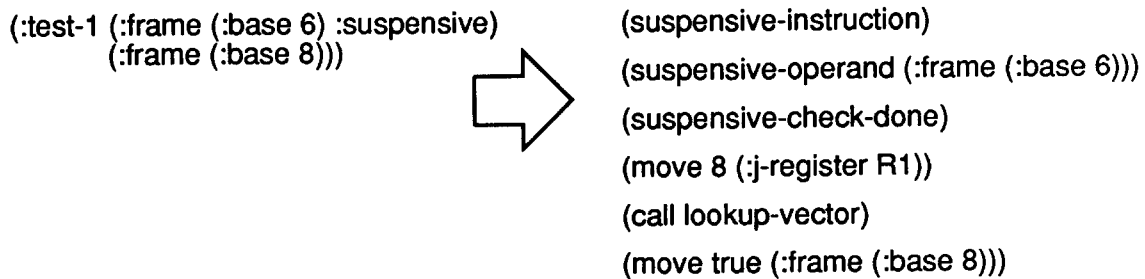 (:test-1 (:frame (:base 6) :suspensive)
(:frame (:base 8)))
(suspensive-instruction)
(suspensive-operand (:frame (:base 6)))
(suspensive-check-done)
(move 8 (:j-register R1))
(call lookup-vector)
(move true (:frame (:base 8)))